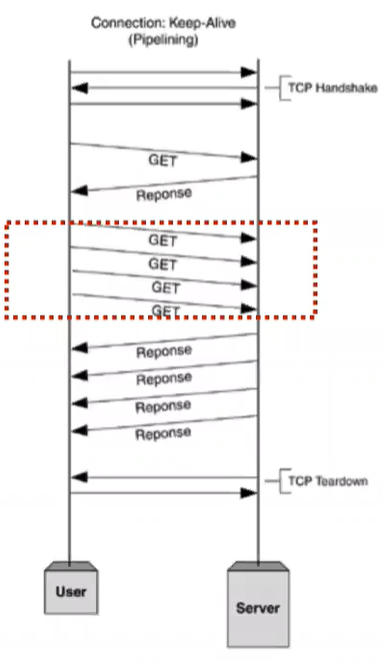 Connection: Keep-Alive
(Pipelining)
TCP Handshake
GET
Reponse
GET
GET
GET
GET
Reponse
Reponse
Reponse
Reponse
TCP Teardown
User
Server